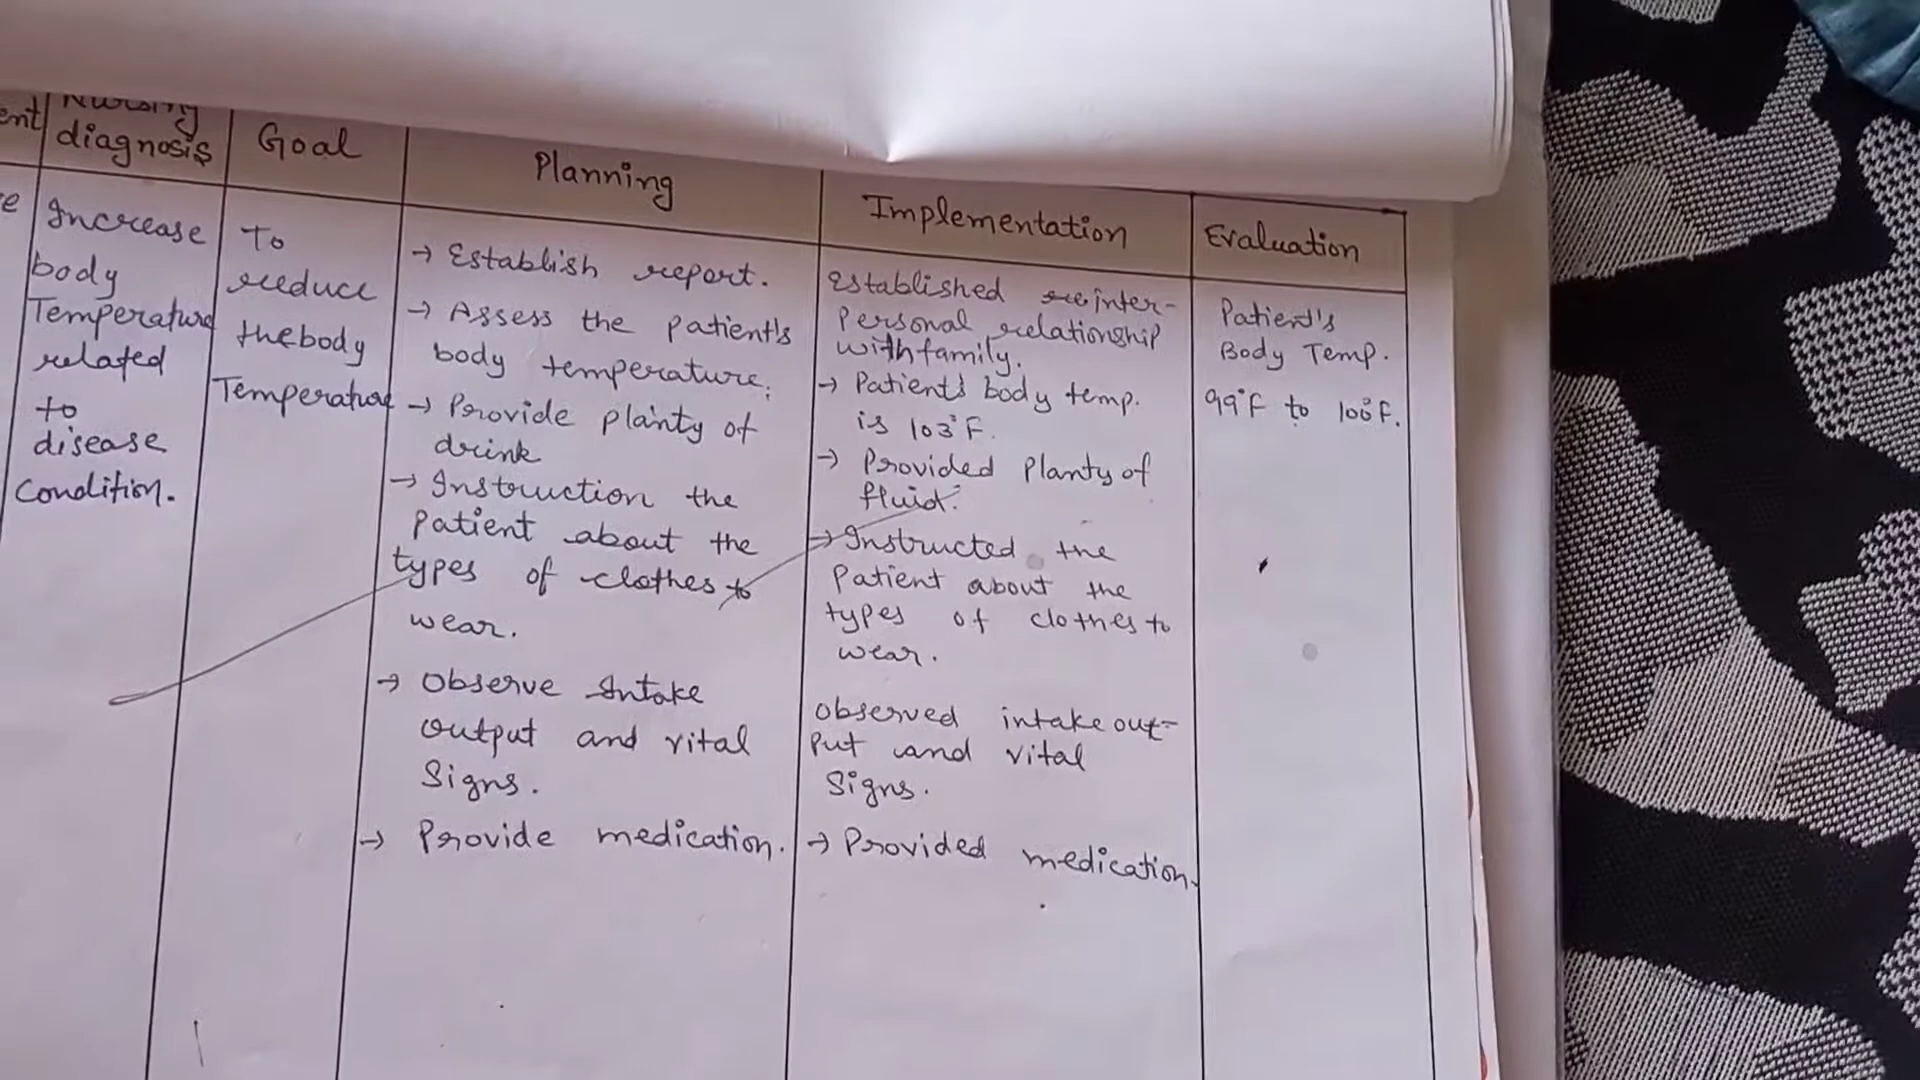 ent
Nursing
diagnosis
Goal
Planning
Implementation
Evaluation
e
Increase
body
Temperature
related
to
disease
Condition.
To
reduce
the body
Temperature
→ Establish report.
→ Assess the patient's
body temperature.
→ Provide planty of
drink
→ Instruction the
Patient about the
types of clothes to
wear.
→ Observe Intake
output and vital
Signs.
→ Provide medication.
Established inter-
Personal relationship
with family.
→ Patient's body temp.
is 103°F.
→ Provided Planty of
fluid.
→ Instructed the
Patient about the
types of clothes to
wear.
Observed intake out-
Put and vital
Signs.
→ Provided medication.
Patient's
Body Temp.
99°F to 100°F.